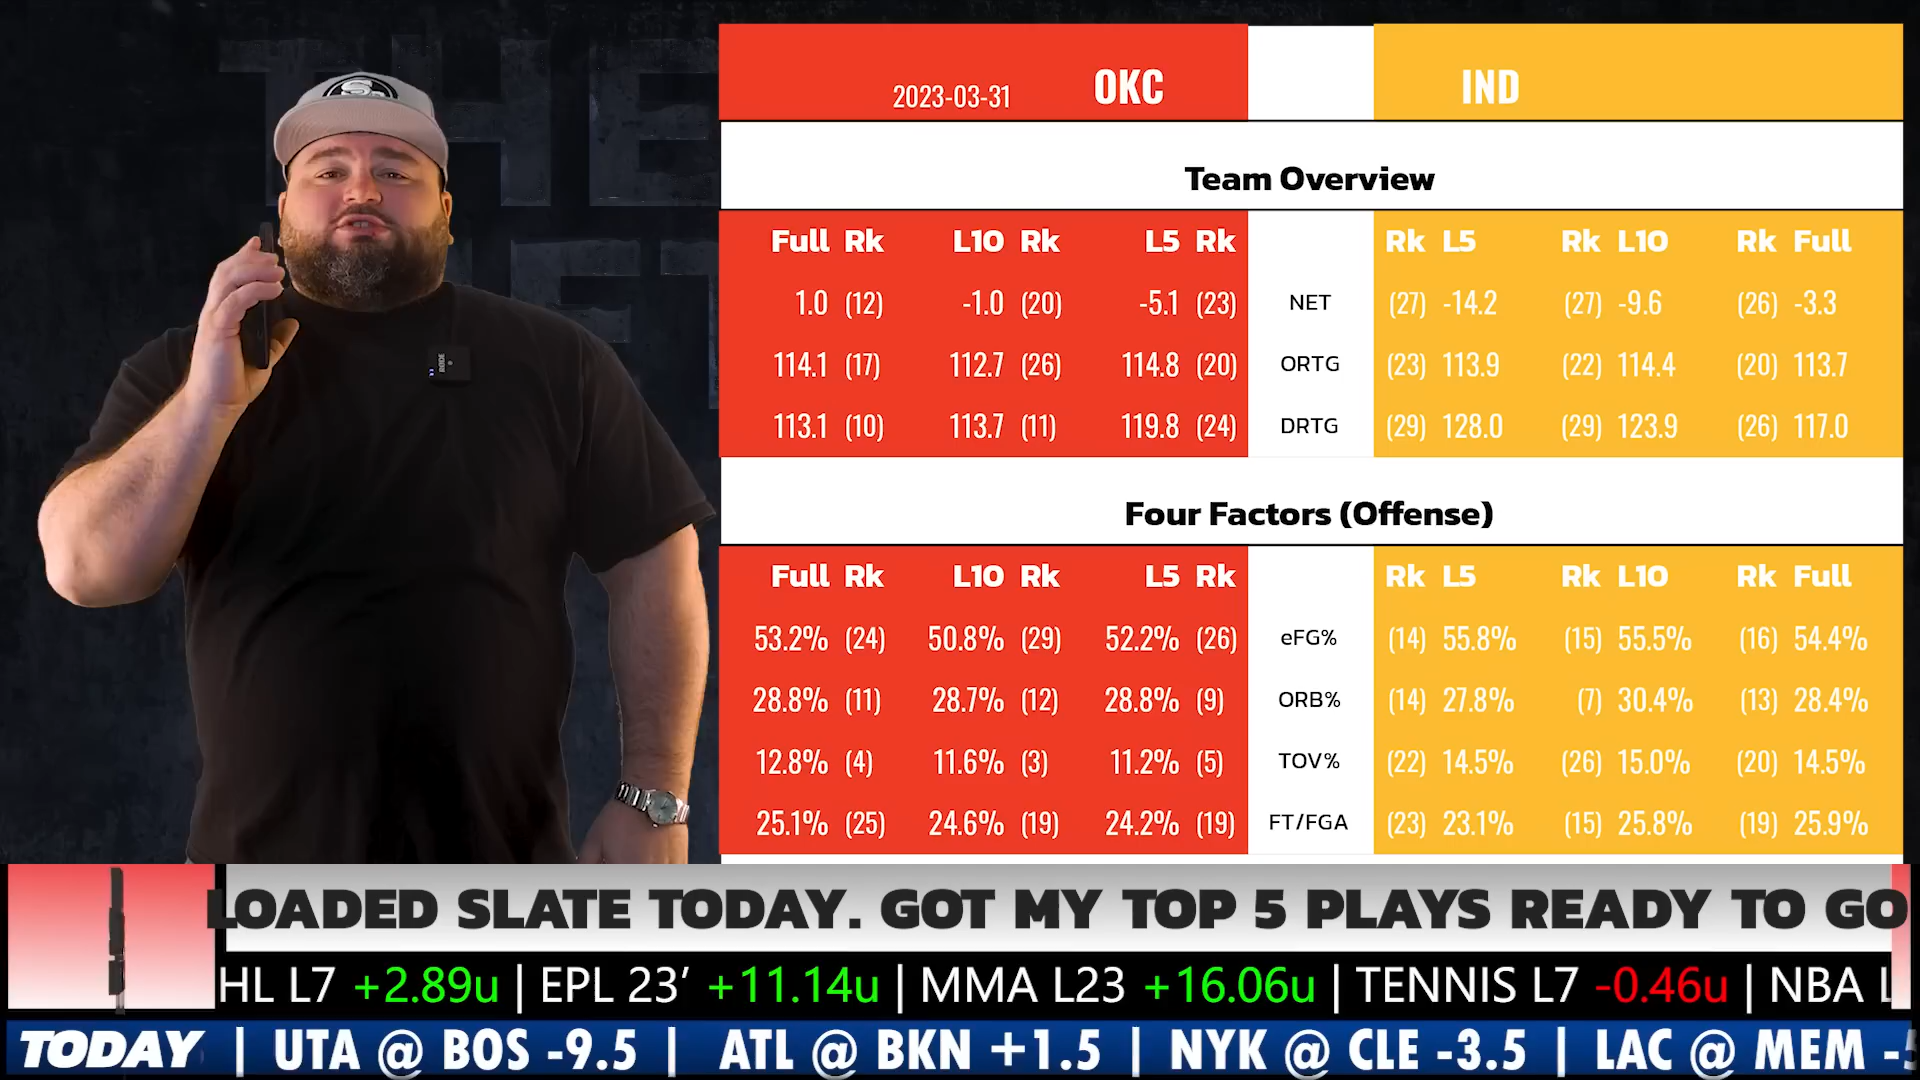 2023-03-31 OKC IND
Team Overview
Full Rk L10 Rk L5 Rk Rk L5 Rk L10 Rk Full
1.0 (12) -1.0 (20) -5.1 (23) NET (27) -14.2 (27) -9.6 (26) -3.3
114.1 (17) 112.7 (26) 114.8 (20) ORTG (23) 113.9 (22) 114.4 (20) 113.7
113.1 (10) 113.7 (11) 119.8 (24) DRTG (29) 128.0 (29) 123.9 (26) 117.0
Four Factors (Offense)
Full Rk L10 Rk L5 Rk Rk L5 Rk L10 Rk Full
53.2% (24) 50.8% (29) 52.2% (26) eFG% (14) 55.8% (15) 55.5% (16) 54.4%
28.8% (11) 28.7% (12) 28.8% (9) ORB% (14) 27.8% (7) 30.4% (13) 28.4%
12.8% (4) 11.6% (3) 11.2% (5) TOV% (22) 14.5% (26) 15.0% (20) 14.5%
25.1% (25) 24.6% (19) 24.2% (19) FT/FGA (23) 23.1% (15) 25.8% (19) 25.9%
LOADED SLATE TODAY. GOT MY TOP 5 PLAYS READY TO GO
HL L7 +2.89u | EPL 23’ +11.14u | MMA L23 +16.06u | TENNIS L7 -0.46u | NBA L
TODAY | UTA @ BOS -9.5 | ATL @ BKN +1.5 | NYK @ CLE -3.5 | LAC @ MEM